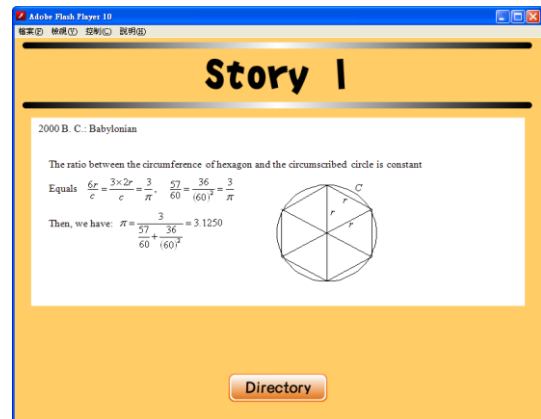 Adobe Flash Player 10
檔案(F) 檢視(V) 控制(C) 說明(H)
Story 1
2000 B. C.: Babylonian
The ratio between the circumference of hexagon and the circumscribed circle is constant
Equals 6r/c = 3×2r/c = 3/π, 57/60 = 36/(60)² = 3/π
Then, we have: π = 3/(57/60 + 36/(60)²) = 3.1250
C
r
r
r
Directory